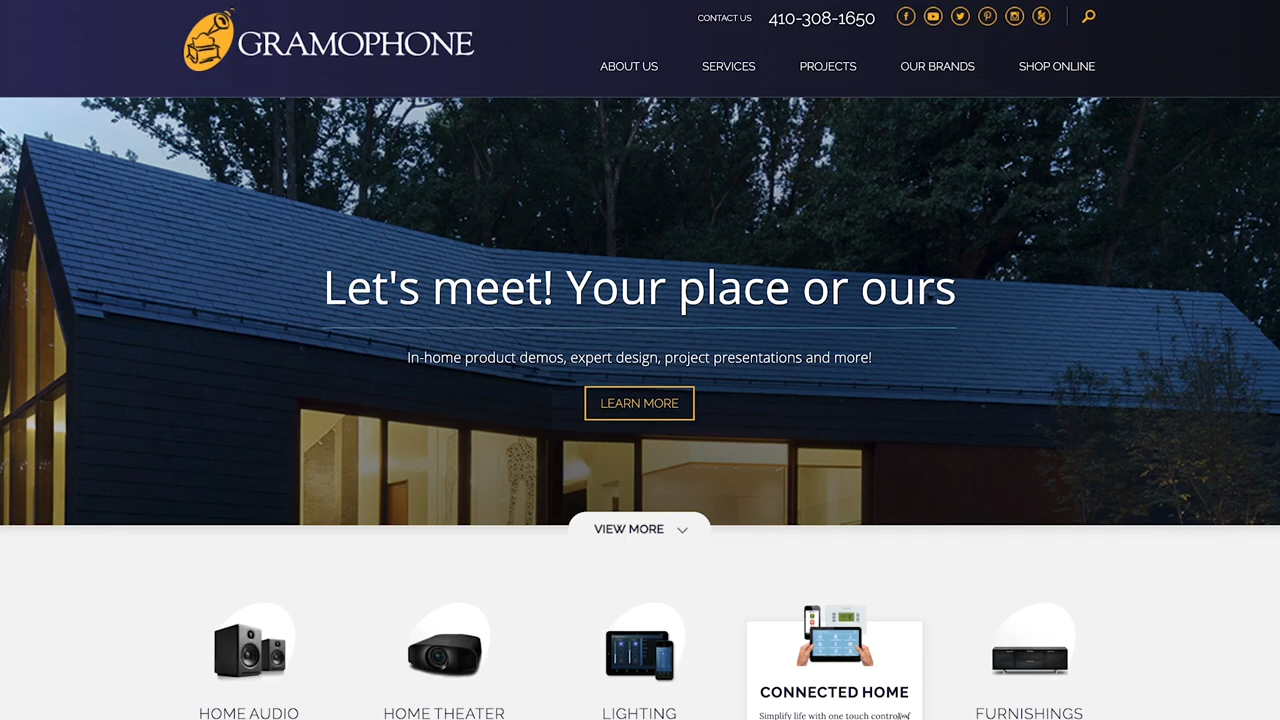 GRAMOPHONE
CONTACT US 410-308-1650
ABOUT US SERVICES PROJECTS OUR BRANDS SHOP ONLINE
Let's meet! Your place or ours
In-home product demos, expert design, project presentations and more!
LEARN MORE
VIEW MORE
HOME AUDIO
HOME THEATER
LIGHTING
CONNECTED HOME
Simplify life with one touch control of
FURNISHINGS